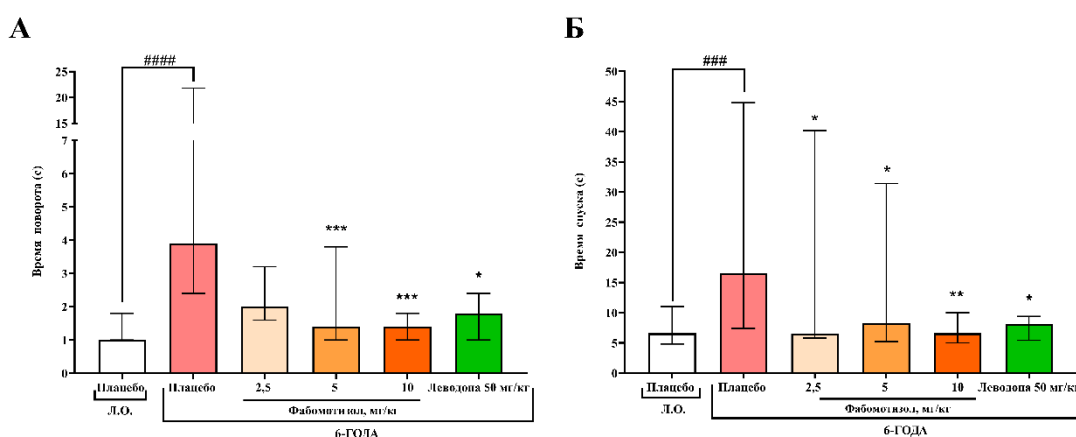 А
####
25
20
15
7
6
5
4
3
2
1
0
Время поворота (с)
***
***
*
Плацебо Плацебо 2,5 5 10 Леводопа 50 мг/кг
Л.О.
Фабомотизол, мг/кг
6-ГОДА
Б
###
50
45
40
35
30
25
20
15
10
5
0
Время спуска (с)
*
*
**
*
Плацебо Плацебо 2,5 5 10 Леводопа 50 мг/кг
Л.О.
Фабомотизол, мг/кг
6-ГОДА